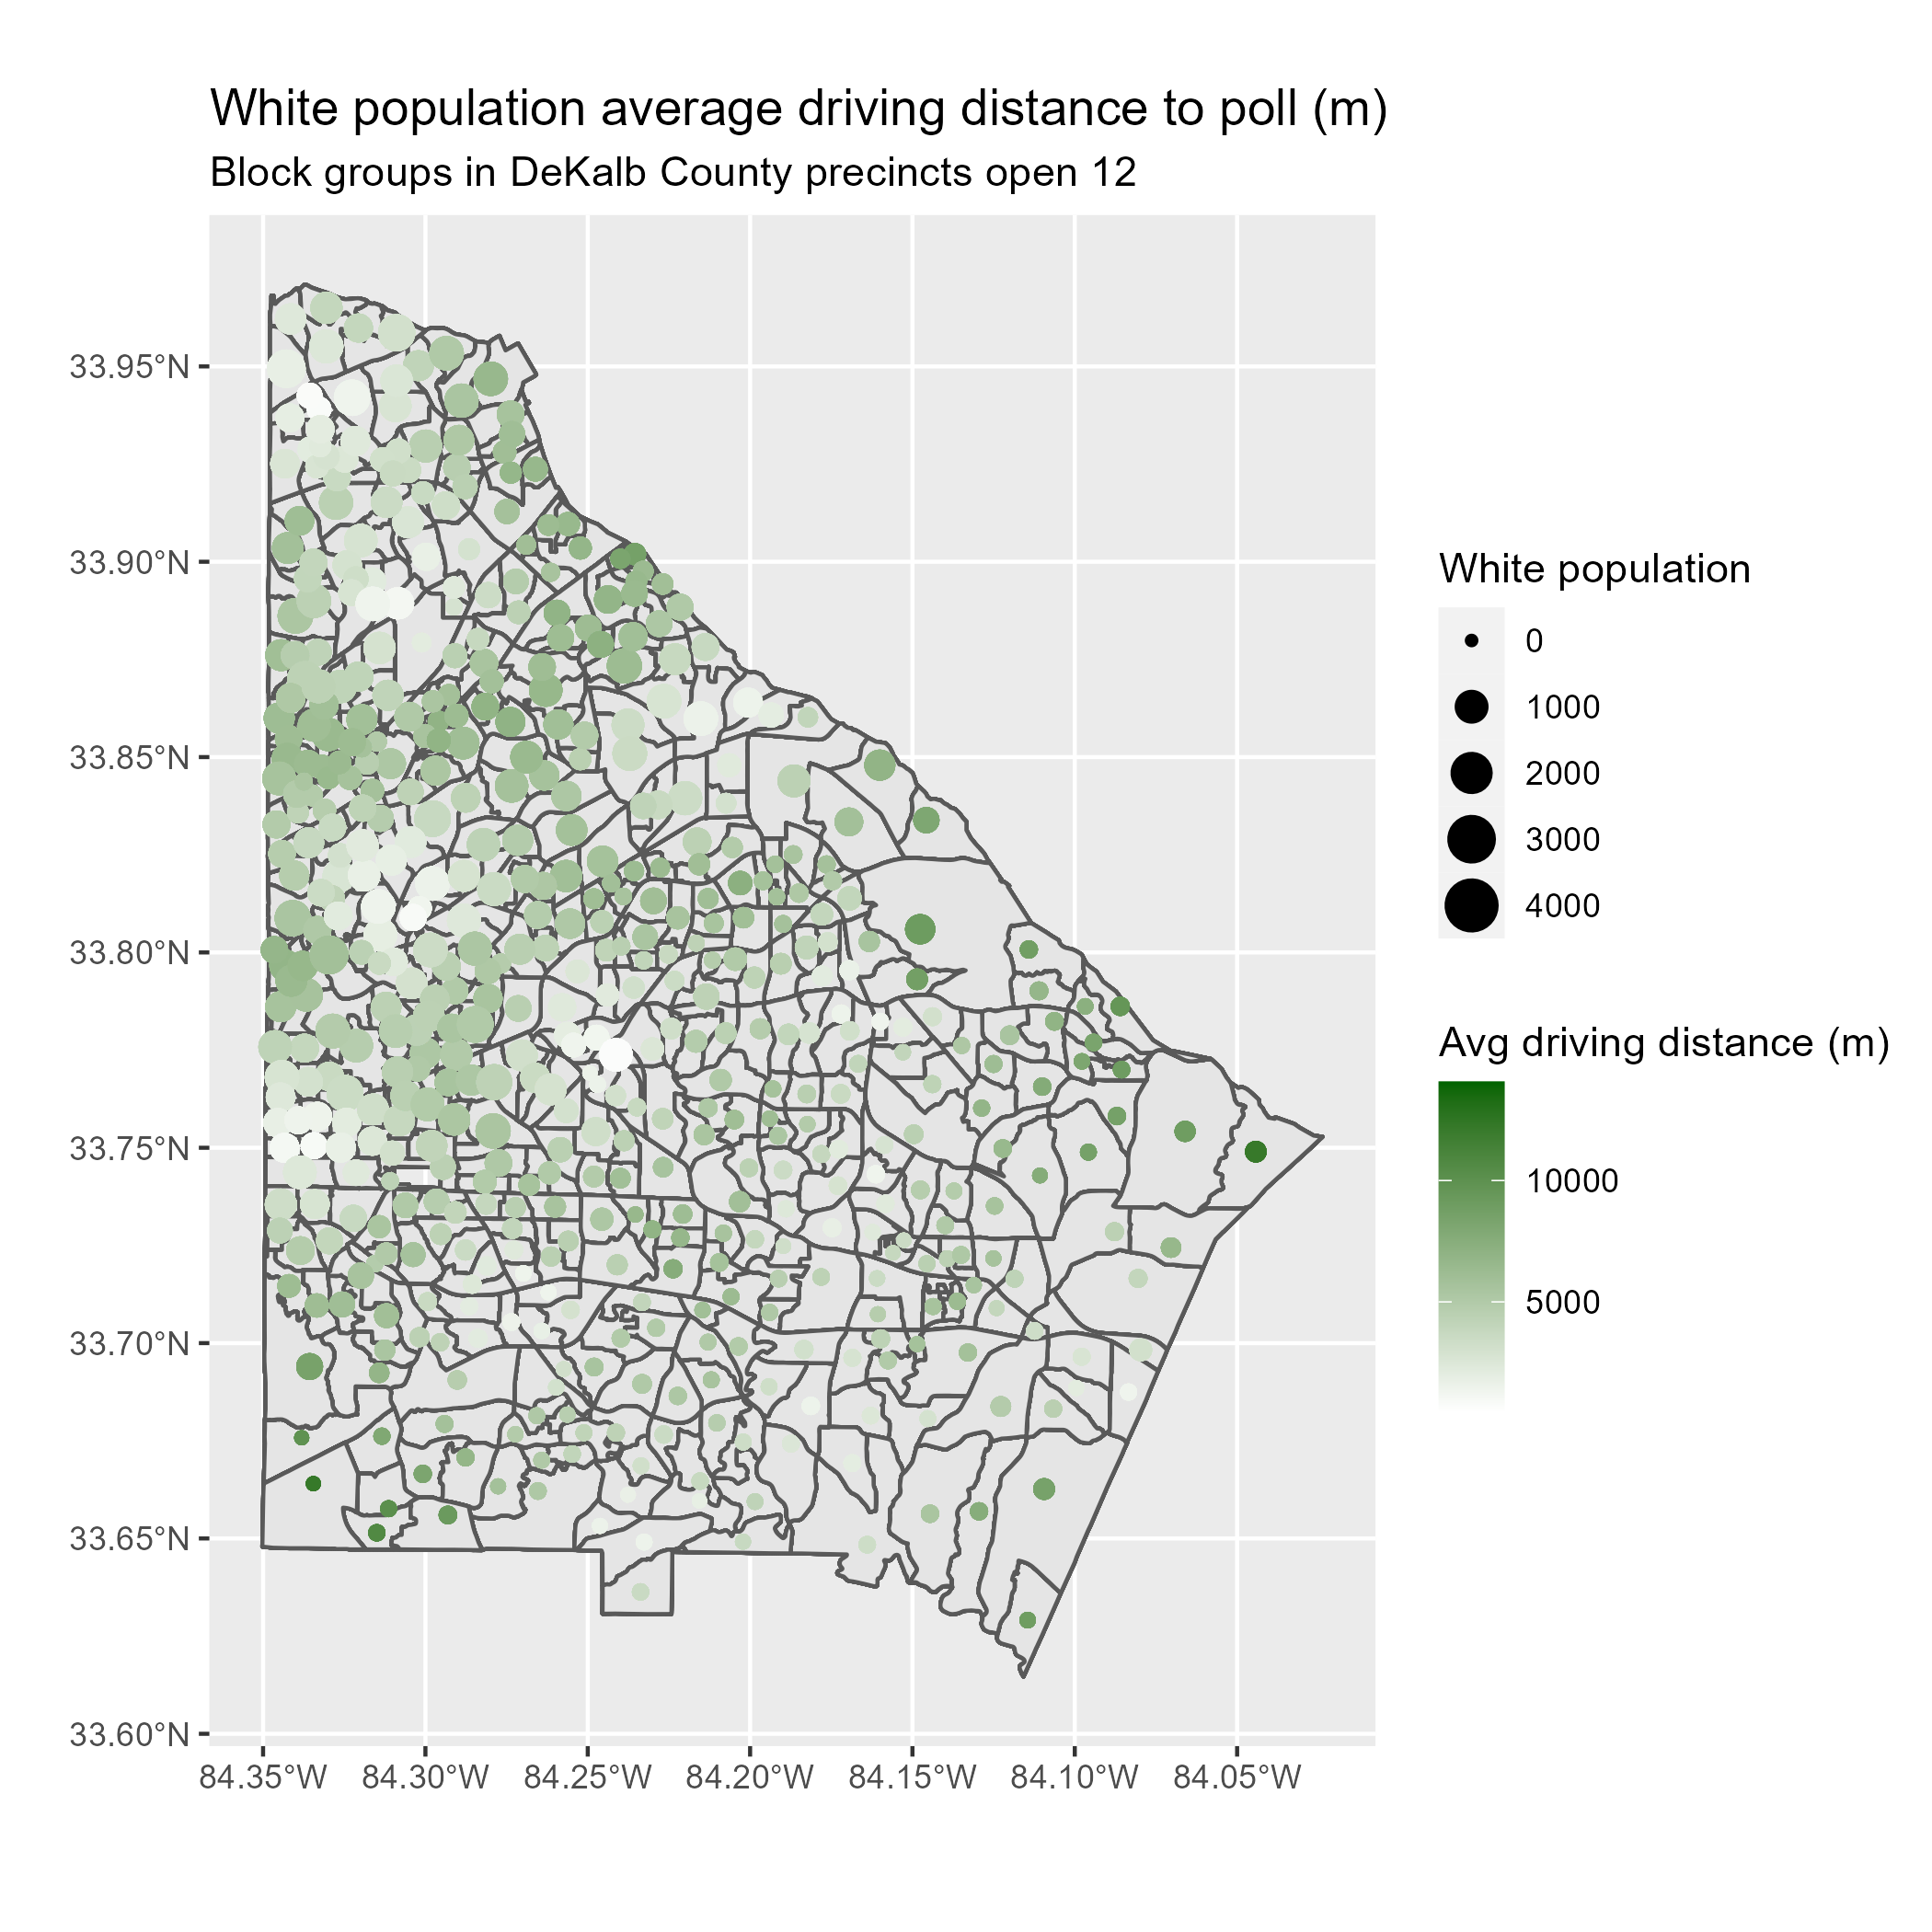 White population average driving distance to poll (m)
Block groups in DeKalb County precincts open 12
33.95°N
33.90°N
33.85°N
33.80°N
33.75°N
33.70°N
33.65°N
33.60°N
84.35°W 84.30°W 84.25°W 84.20°W 84.15°W 84.10°W 84.05°W
White population
0
1000
2000
3000
4000
Avg driving distance (m)
10000
5000